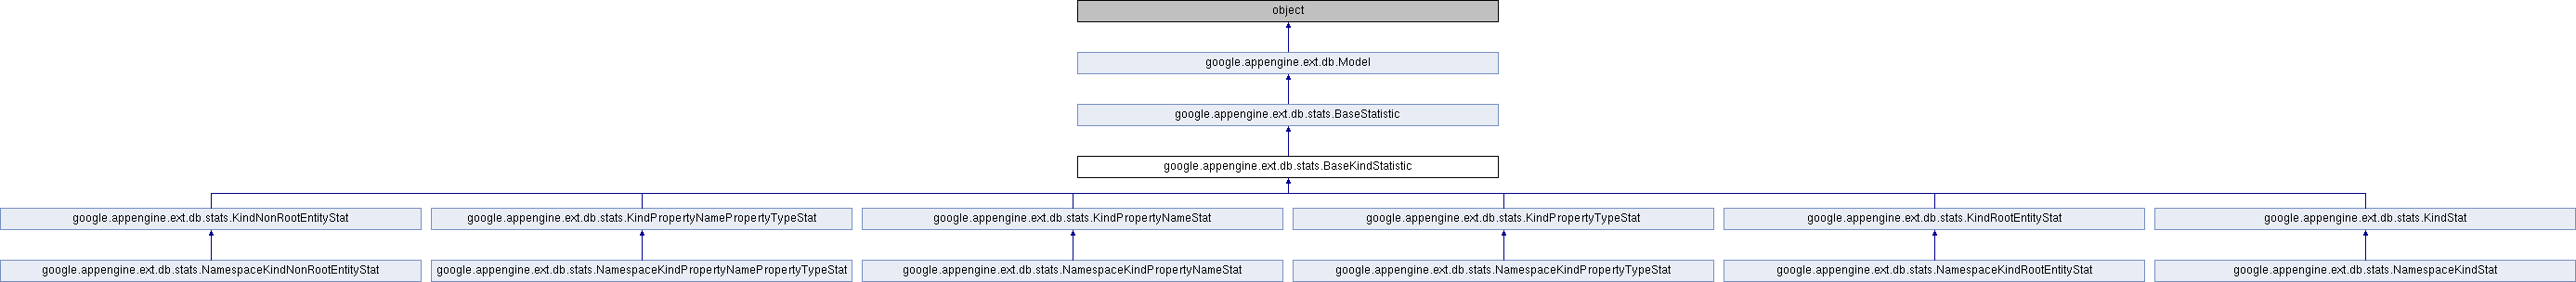 object
google.appengine.ext.db.Model
google.appengine.ext.db.stats.BaseStatistic
google.appengine.ext.db.stats.BaseKindStatistic
google.appengine.ext.db.stats.KindNonRootEntityStat
google.appengine.ext.db.stats.KindPropertyNamePropertyTypeStat
google.appengine.ext.db.stats.KindPropertyNameStat
google.appengine.ext.db.stats.KindPropertyTypeStat
google.appengine.ext.db.stats.KindRootEntityStat
google.appengine.ext.db.stats.KindStat
google.appengine.ext.db.stats.NamespaceKindNonRootEntityStat
google.appengine.ext.db.stats.NamespaceKindPropertyNamePropertyTypeStat
google.appengine.ext.db.stats.NamespaceKindPropertyNameStat
google.appengine.ext.db.stats.NamespaceKindPropertyTypeStat
google.appengine.ext.db.stats.NamespaceKindRootEntityStat
google.appengine.ext.db.stats.NamespaceKindStat